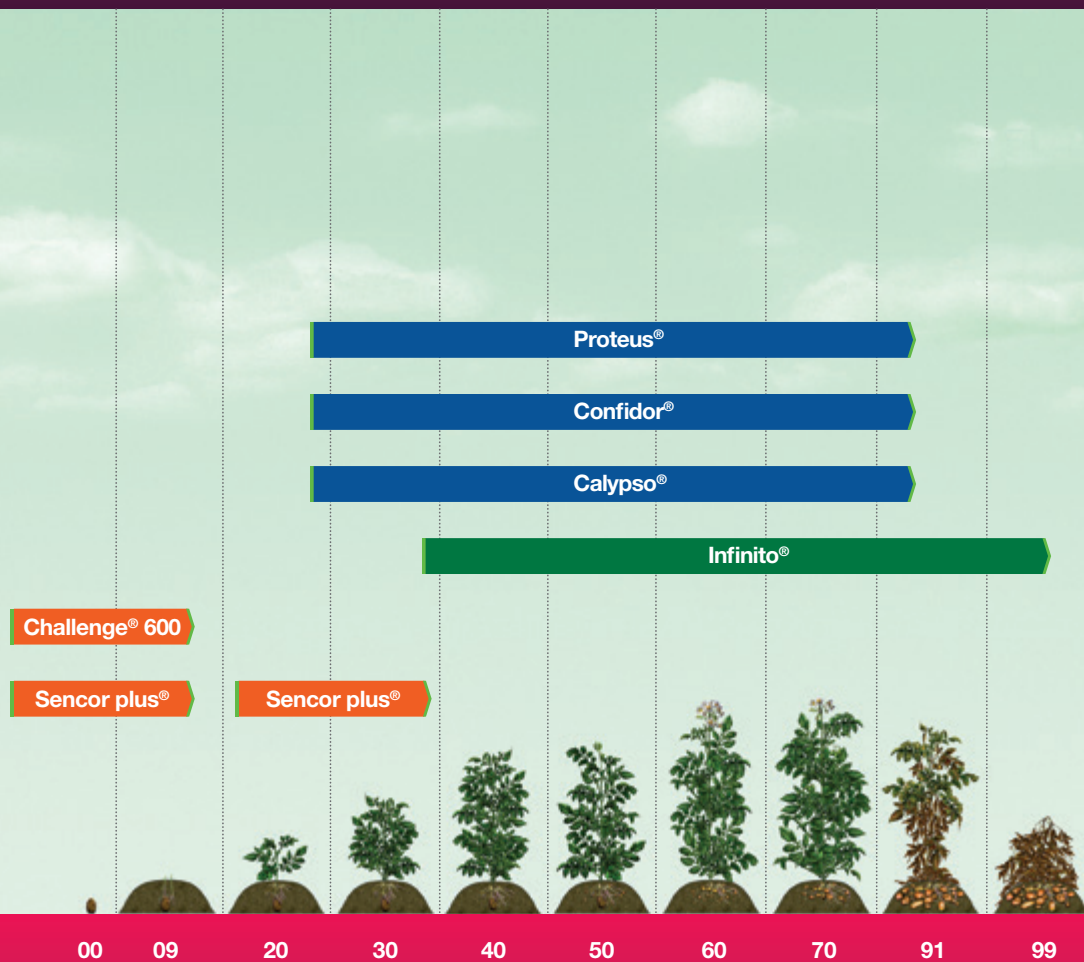 Proteus®
Confidor®
Calypso®
Infinito®
Challenge® 600
Sencor plus® Sencor plus®
00 09 20 30 40 50 60 70 91 99